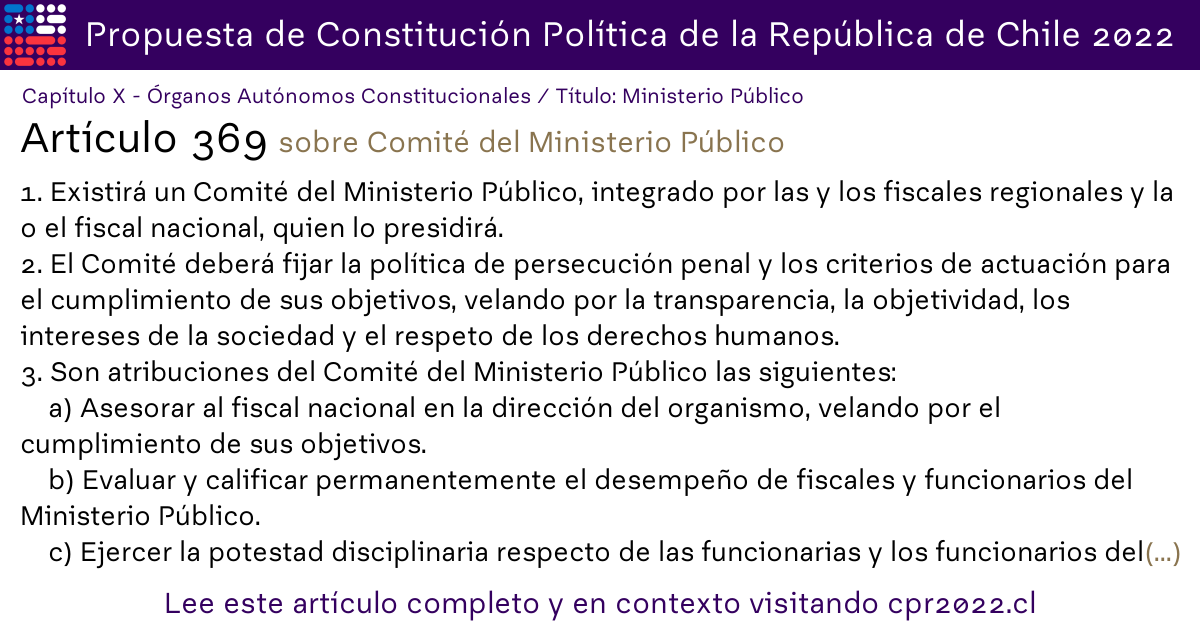 Propuesta de Constitución Política de la República de Chile 2022
Capítulo X - Órganos Autónomos Constitucionales / Título: Ministerio Público
Artículo 369 sobre Comité del Ministerio Público
1. Existirá un Comité del Ministerio Público, integrado por las y los fiscales regionales y la
o el fiscal nacional, quien lo presidirá.
2. El Comité deberá fijar la política de persecución penal y los criterios de actuación para
el cumplimiento de sus objetivos, velando por la transparencia, la objetividad, los
intereses de la sociedad y el respeto de los derechos humanos.
3. Son atribuciones del Comité del Ministerio Público las siguientes:
a) Asesorar al fiscal nacional en la dirección del organismo, velando por el
cumplimiento de sus objetivos.
b) Evaluar y calificar permanentemente el desempeño de fiscales y funcionarios del
Ministerio Público.
c) Ejercer la potestad disciplinaria respecto de las funcionarias y los funcionarios del(...)
Lee este artículo completo y en contexto visitando cpr2022.cl